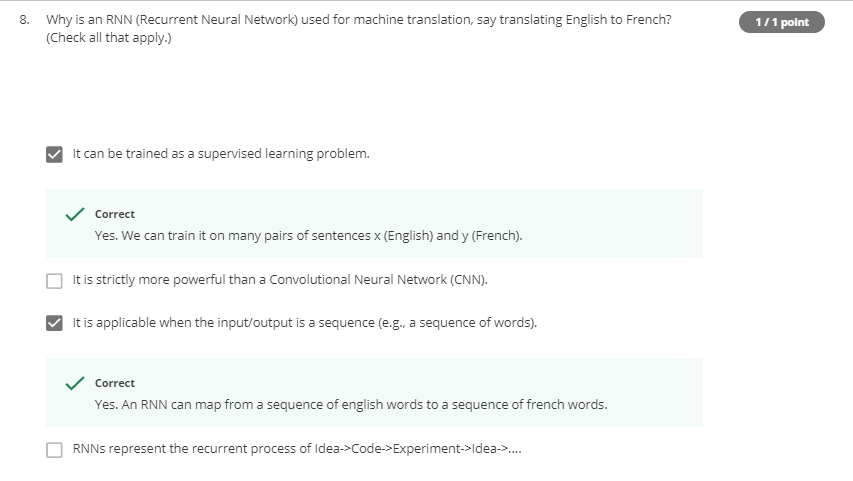 8. Why is an RNN (Recurrent Neural Network) used for machine translation, say translating English to French?
(Check all that apply.)
1 / 1 point
It can be trained as a supervised learning problem.
Correct
Yes. We can train it on many pairs of sentences x (English) and y (French).
It is strictly more powerful than a Convolutional Neural Network (CNN).
It is applicable when the input/output is a sequence (e.g., a sequence of words).
Correct
Yes. An RNN can map from a sequence of english words to a sequence of french words.
RNNs represent the recurrent process of Idea->Code->Experiment->Idea->....